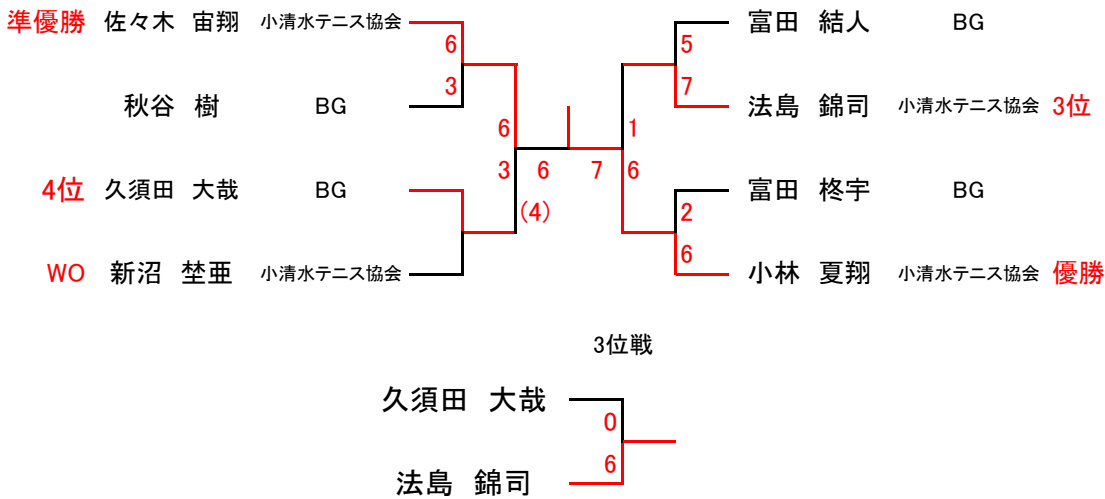 準優勝 佐々木 宙翔 小清水テニス協会
6
3
秋谷 樹 BG
6
3
4位 久須田 大哉 BG
(4)
WO 新沼 埜亜 小清水テニス協会
6 7
富田 結人 BG
5
7
法島 錦司 小清水テニス協会 3位
1
6
富田 柊宇 BG
2
6
小林 夏翔 小清水テニス協会 優勝
3位戦
久須田 大哉
0
6
法島 錦司